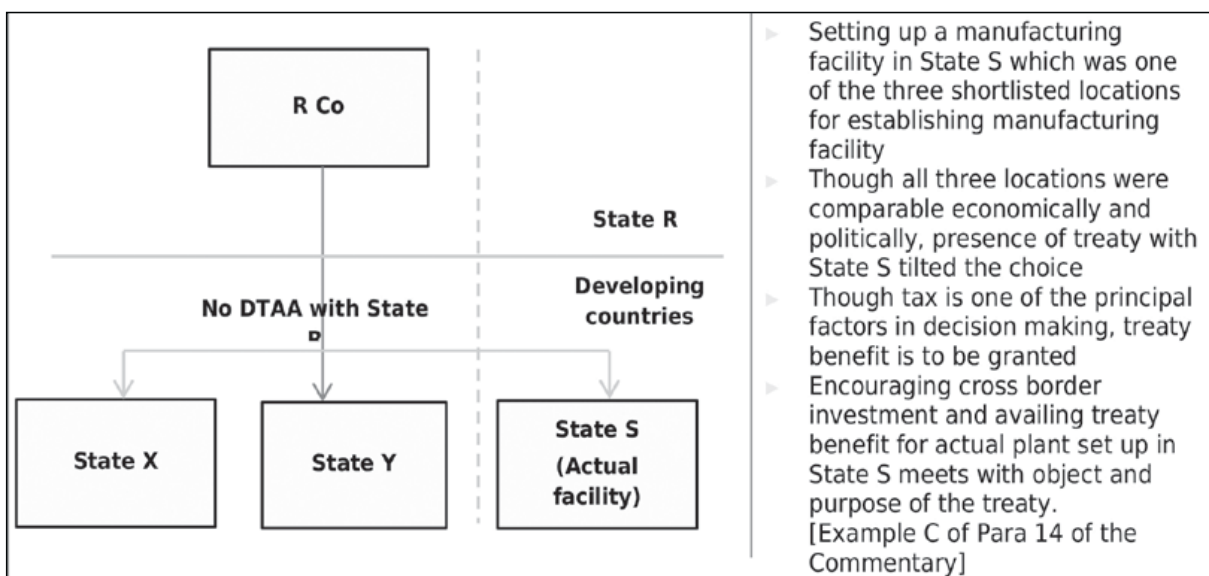 R Co
State R
No DTAA with State
R
Developing
countries
State X
State Y
State S
(Actual
facility)
Setting up a manufacturing
facility in State S which was one
of the three shortlisted locations
for establishing manufacturing
facility
Though all three locations were
comparable economically and
politically, presence of treaty with
State S tilted the choice
Though tax is one of the principal
factors in decision making, treaty
benefit is to be granted
Encouraging cross border
investment and availing treaty
benefit for actual plant set up in
State S meets with object and
purpose of the treaty.
[Example C of Para 14 of the
Commentary]